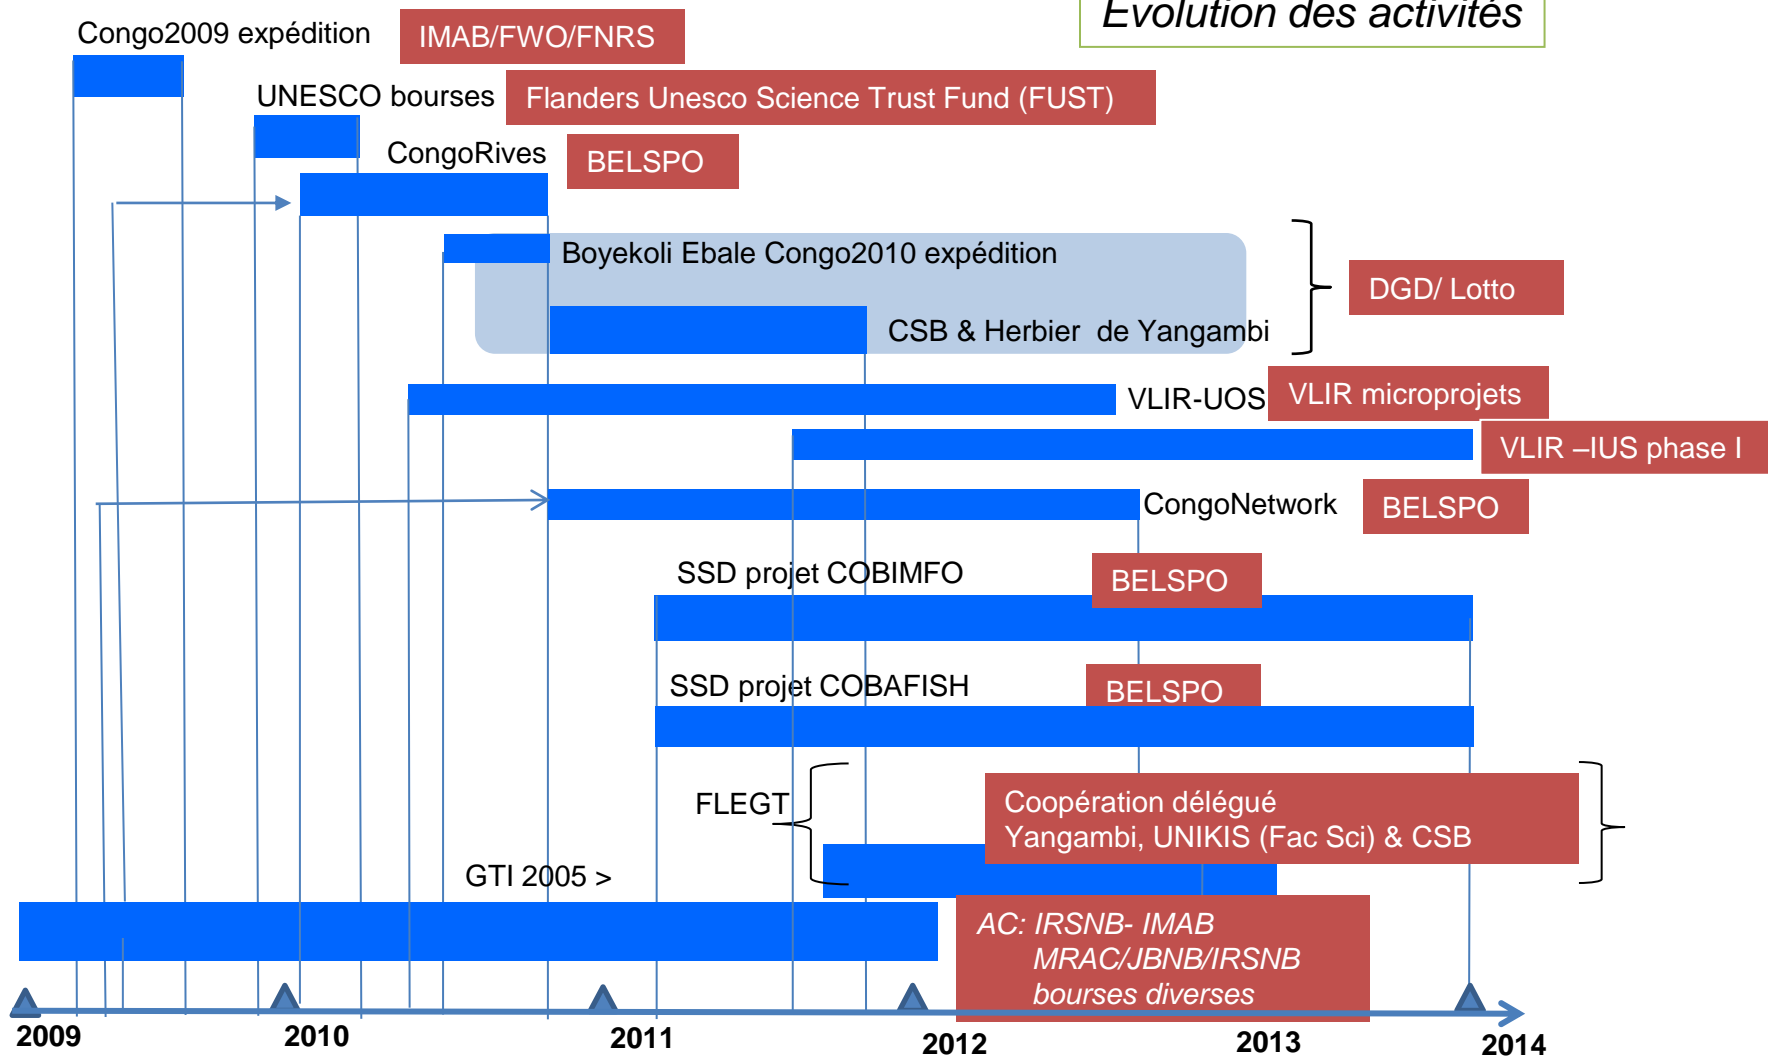 Evolution des activités
Congo2009 expédition
IMAB/FWO/FNRS
UNESCO bourses
Flanders Unesco Science Trust Fund (FUST)
CongoRives
BELSPO
Boyekoli Ebale Congo2010 expédition
DGD/ Lotto
CSB & Herbier de Yangambi
VLIR-UOS
VLIR microprojets
VLIR –IUS phase I
CongoNetwork
BELSPO
SSD projet COBIMFO
BELSPO
SSD projet COBAFISH
BELSPO
FLEGT
Coopération délégué
Yangambi, UNIKIS (Fac Sci) & CSB
GTI 2005 >
AC: IRSNB- IMAB
MRAC/JBNB/IRSNB
bourses diverses
2009
2010
2011
2012
2013
2014